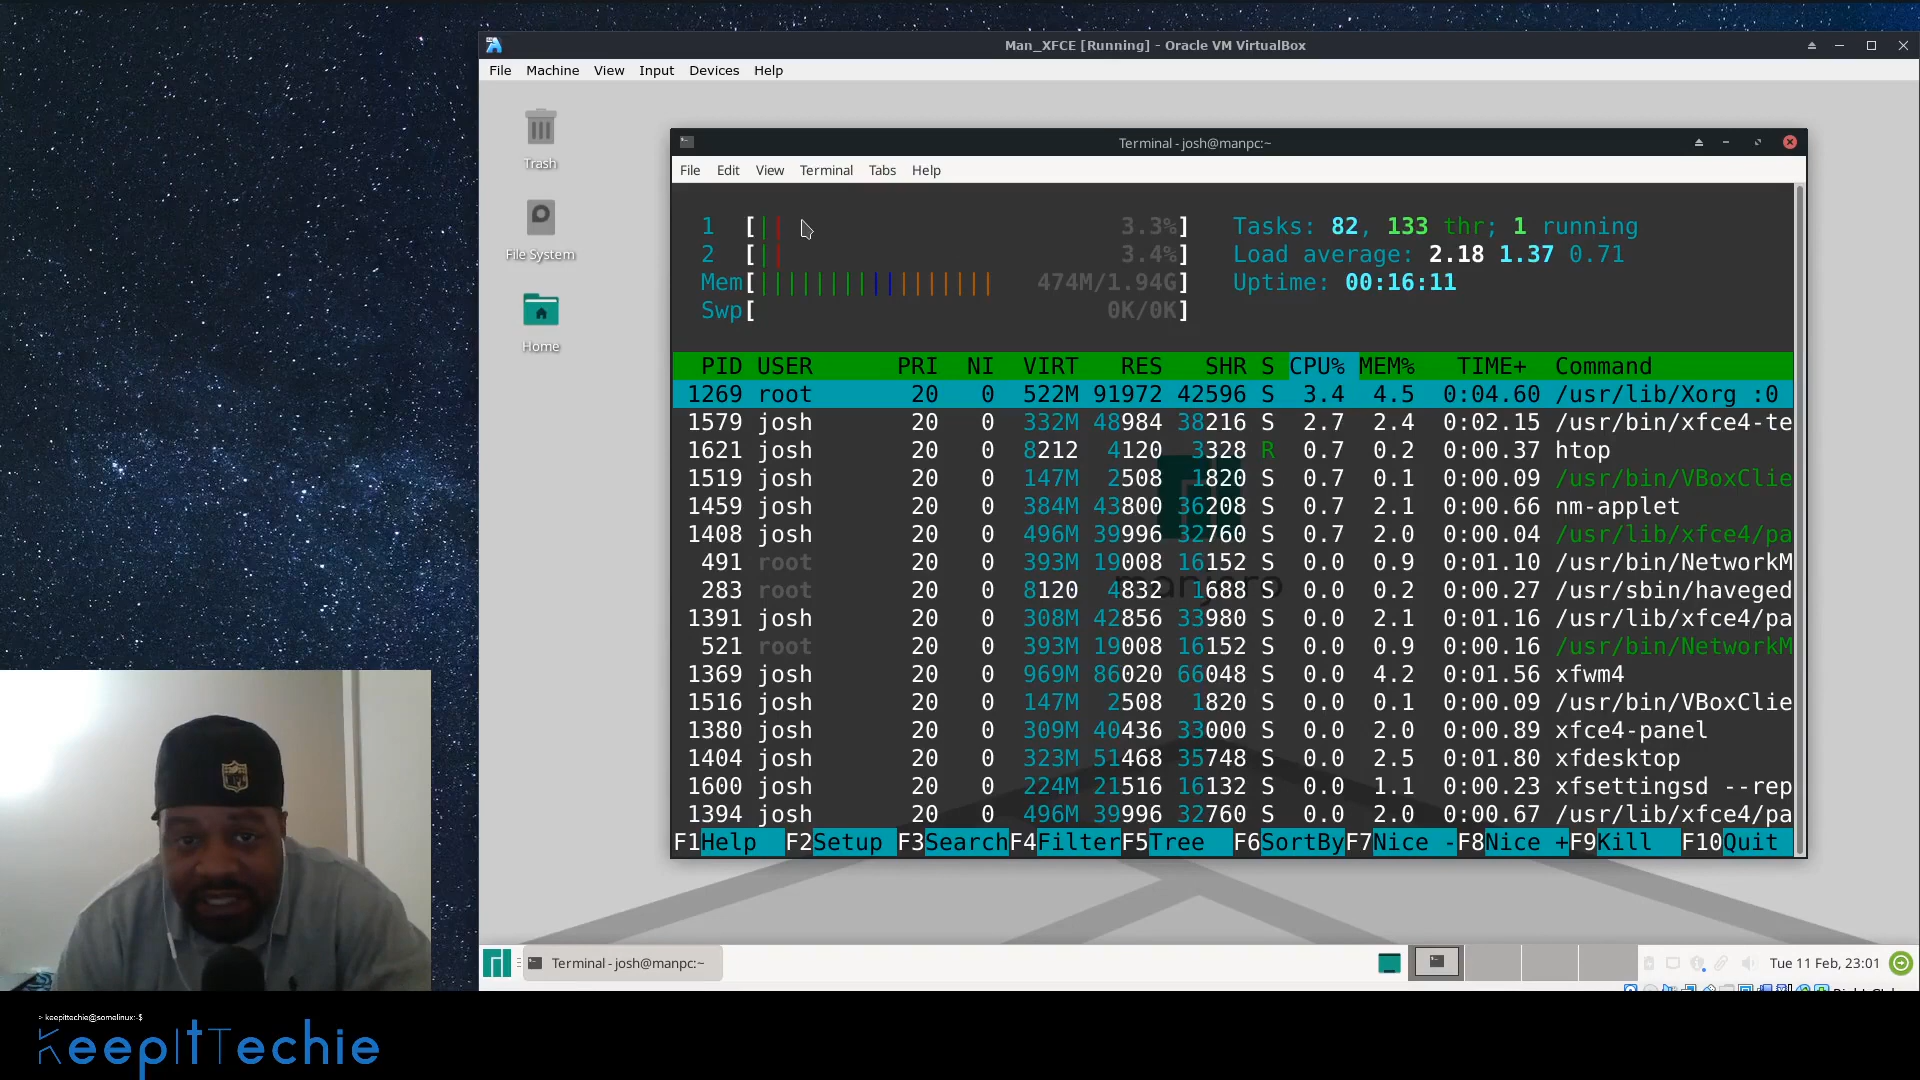 Man_XFCE [Running] - Oracle VM VirtualBox
File Machine View Input Devices Help
Trash
File System
Home
Terminal - josh@manpc:~
File Edit View Terminal Tabs Help
1 [|| 3.3%] Tasks: 82, 133 thr; 1 running
2 [|| 3.4%] Load average: 2.18 1.37 0.71
Mem[||||||||||||||||| 474M/1.94G] Uptime: 00:16:11
Swp[ 0K/0K]
PID USER PRI NI VIRT RES SHR S CPU% MEM% TIME+ Command
1269 root 20 0 522M 91972 42596 S 3.4 4.5 0:04.60 /usr/lib/Xorg :0
1579 josh 20 0 332M 48984 38216 S 2.7 2.4 0:02.15 /usr/bin/xfce4-te
1621 josh 20 0 8212 4120 3328 R 0.7 0.2 0:00.37 htop
1519 josh 20 0 147M 2508 1820 S 0.7 0.1 0:00.09 /usr/bin/VBoxClie
1459 josh 20 0 384M 43800 36208 S 0.7 2.1 0:00.66 nm-applet
1408 josh 20 0 496M 39996 32760 S 0.7 2.0 0:00.04 /usr/lib/xfce4/pa
491 root 20 0 393M 19008 16152 S 0.0 0.9 0:01.10 /usr/bin/NetworkM
283 root 20 0 8120 4832 1688 S 0.0 0.2 0:00.27 /usr/sbin/haveged
manjaro
1391 josh 20 0 308M 42856 33980 S 0.0 2.1 0:01.16 /usr/lib/xfce4/pa
521 root 20 0 393M 19008 16152 S 0.0 0.9 0:00.16 /usr/bin/NetworkM
1369 josh 20 0 969M 86020 66048 S 0.0 4.2 0:01.56 xfwm4
1516 josh 20 0 147M 2508 1820 S 0.0 0.1 0:00.09 /usr/bin/VBoxClie
1380 josh 20 0 309M 40436 33000 S 0.0 2.0 0:00.89 xfce4-panel
1404 josh 20 0 323M 51468 35748 S 0.0 2.5 0:01.80 xfdesktop
1600 josh 20 0 224M 21516 16132 S 0.0 1.1 0:00.23 xfsettingsd --rep
1394 josh 20 0 496M 39996 32760 S 0.0 2.0 0:00.67 /usr/lib/xfce4/pa
F1Help F2Setup F3Search F4Filter F5Tree F6SortBy F7Nice - F8Nice + F9Kill F10Quit
NFL
Terminal - josh@manpc:~
Tue 11 Feb, 23:01
> keepittechie@somelinux:-$
KeepItTechie